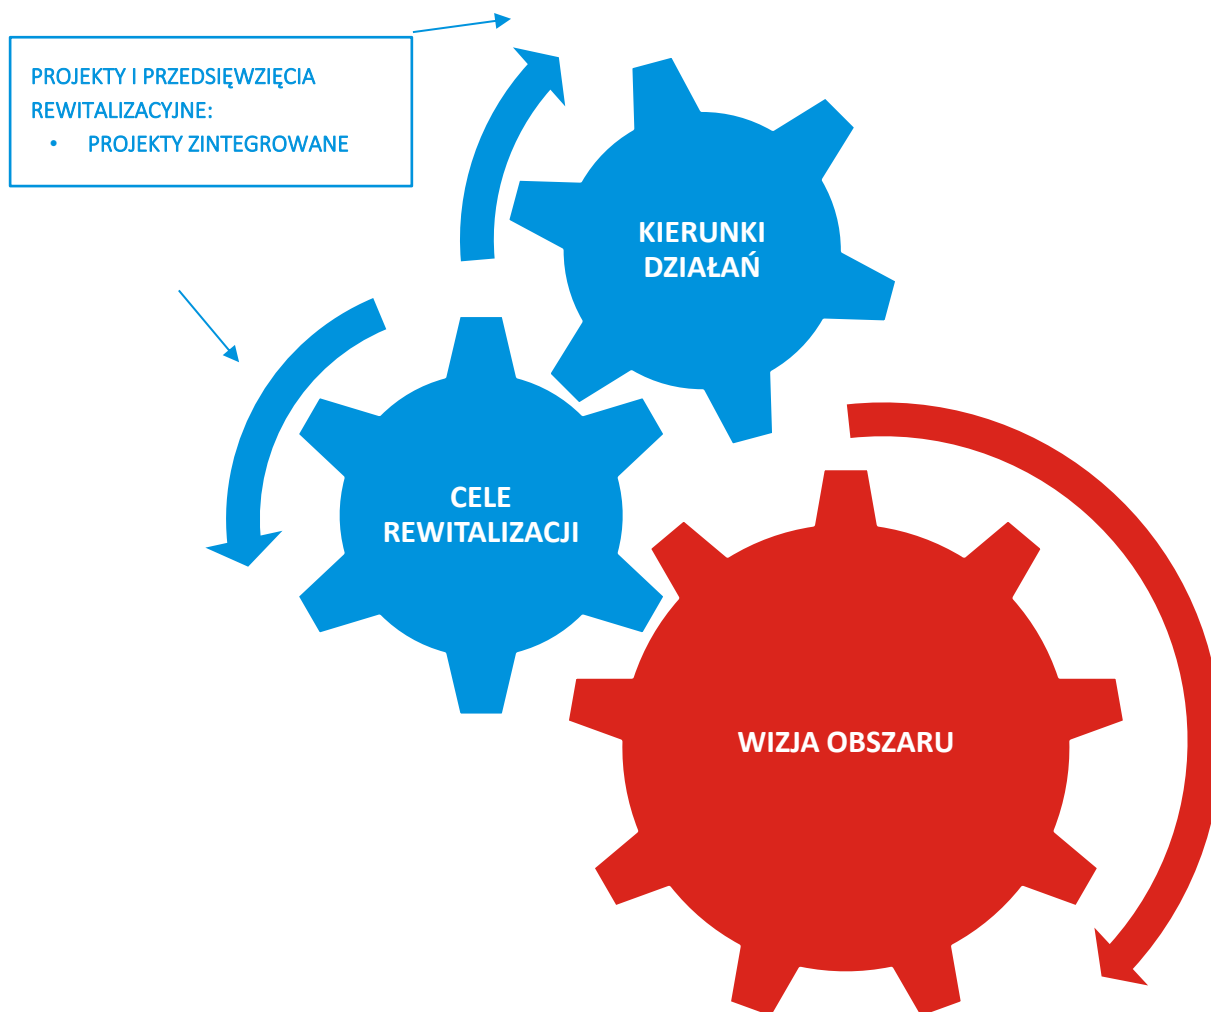 PROJEKTY I PRZEDSIĘWZIĘCIA
REWITALIZACYJNE:
• PROJEKTY ZINTEGROWANE
KIERUNKI
DZIAŁAŃ
CELE
REWITALIZACJI
WIZJA OBSZARU